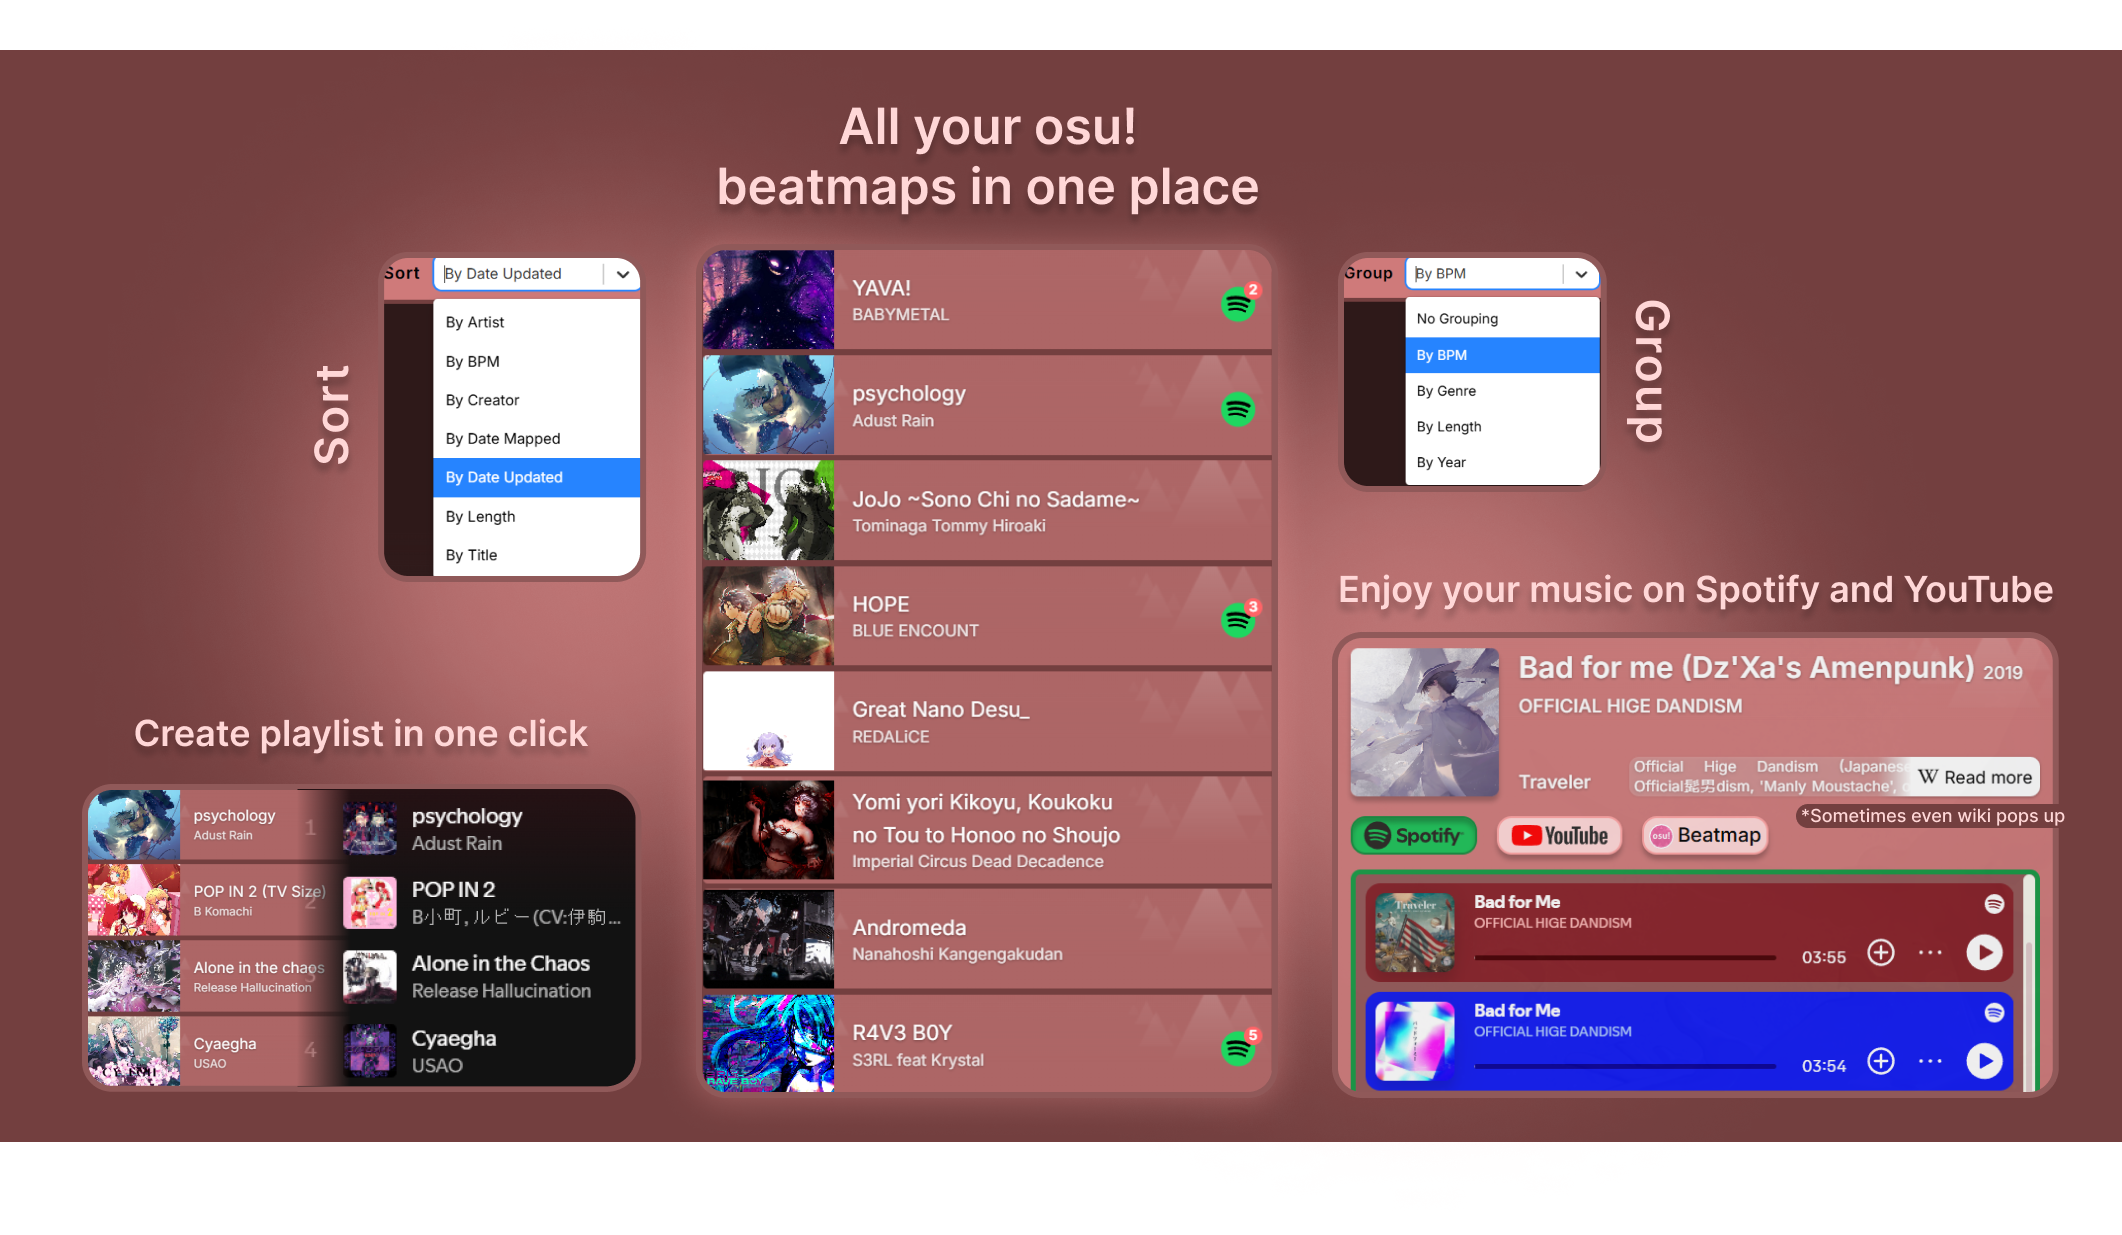 All your osu!
beatmaps in one place
Sort
Sort
By Date Updated
By Artist
By BPM
By Creator
By Date Mapped
By Date Updated
By Length
By Title
YAVA!
BABYMETAL
2
psychology
Adust Rain
JoJo ~Sono Chi no Sadame~
Tominaga Tommy Hiroaki
HOPE
BLUE ENCOUNT
3
Great Nano Desu_
REDALiCE
Yomi yori Kikoyu, Koukoku
no Tou to Honoo no Shoujo
Imperial Circus Dead Decadence
Andromeda
Nanahoshi Kangengakudan
R4V3 B0Y
S3RL feat Krystal
5
RAVE BOY
Group
By BPM
No Grouping
By BPM
By Genre
By Length
By Year
Group
Create playlist in one click
psychology
Adust Rain
1
psychology
Adust Rain
POP IN 2 (TV Size)
B Komachi
2
POP IN 2
B小町, ルビー(CV:伊駒...
Alone in the chaos
Release Hallucination
3
Alone in the Chaos
Release Hallucination
Cyaegha
USAO
4
Cyaegha
USAO
Enjoy your music on Spotify and YouTube
Bad for me (Dz'Xa's Amenpunk) 2019
OFFICIAL HIGE DANDISM
Traveler
Official Hige Dandism (Japanese
Official髭男dism, 'Manly Moustache',
W Read more
*Sometimes even wiki pops up
Spotify
YouTube
osu! Beatmap
Traveler
Bad for Me
OFFICIAL HIGE DANDISM
03:55
Bad for Me
OFFICIAL HIGE DANDISM
03:54